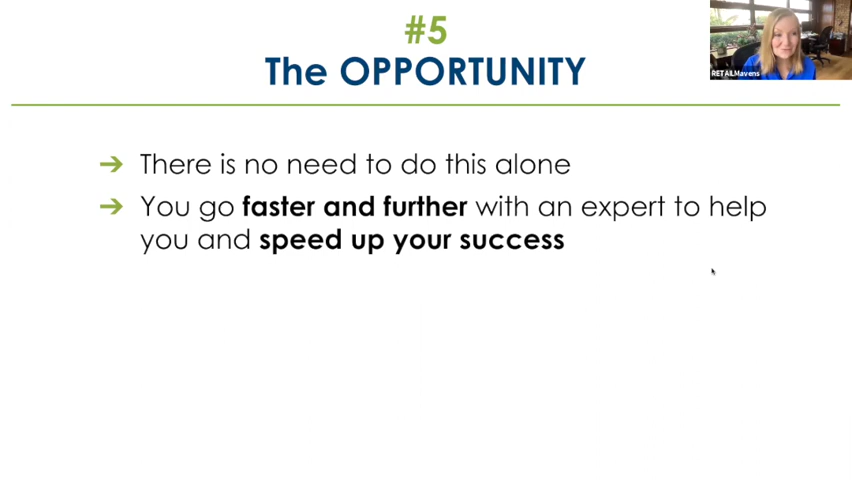 #5
The OPPORTUNITY
RETAILMavens
➔ There is no need to do this alone
➔ You go faster and further with an expert to help
you and speed up your success